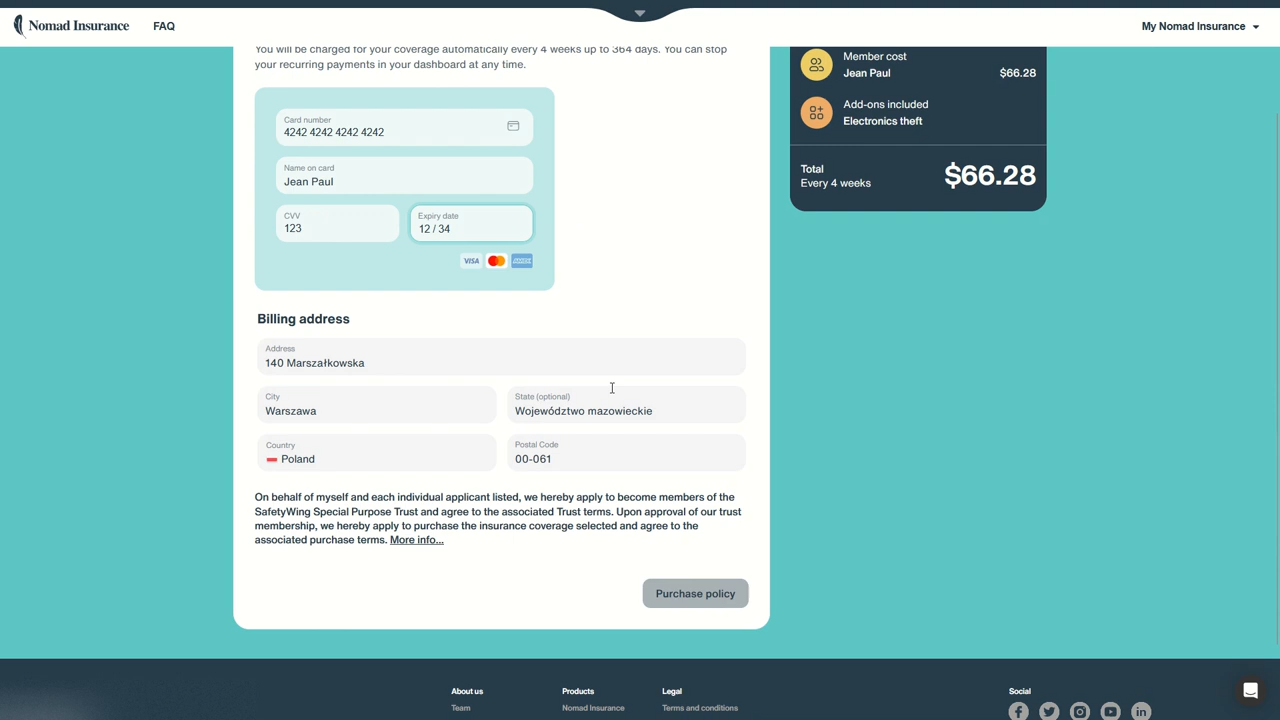 Nomad Insurance
FAQ
My Nomad Insurance
You will be charged for your coverage automatically every 4 weeks up to 364 days. You can stop
your recurring payments in your dashboard at any time.
Card number
4242 4242 4242 4242
Name on card
Jean Paul
CVV
123
Expiry date
12 / 34
VISA
Billing address
Address
140 Marszałkowska
City
Warszawa
State (optional)
Województwo mazowieckie
Country
Poland
Postal Code
00-061
On behalf of myself and each individual applicant listed, we hereby apply to become members of the
SafetyWing Special Purpose Trust and agree to the associated Trust terms. Upon approval of our trust
membership, we hereby apply to purchase the insurance coverage selected and agree to the
associated purchase terms. More info...
Purchase policy
Member cost
Jean Paul $66.28
Add-ons included
Electronics theft
Total
Every 4 weeks
$66.28
About us
Team
Products
Nomad Insurance
Legal
Terms and conditions
Social